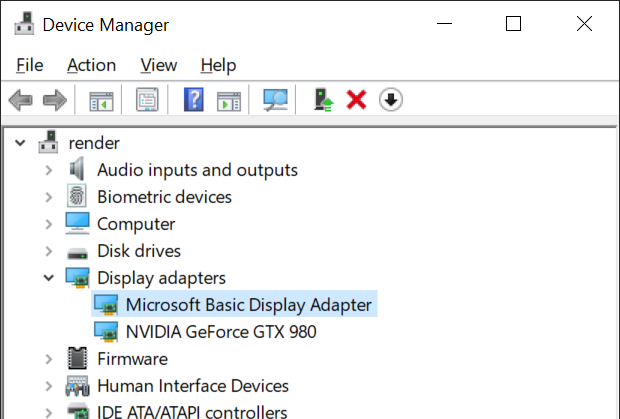 Device Manager
File Action View Help
render
Audio inputs and outputs
Biometric devices
Computer
Disk drives
Display adapters
Microsoft Basic Display Adapter
NVIDIA GeForce GTX 980
Firmware
Human Interface Devices
IDE ATA/ATAPI controllers